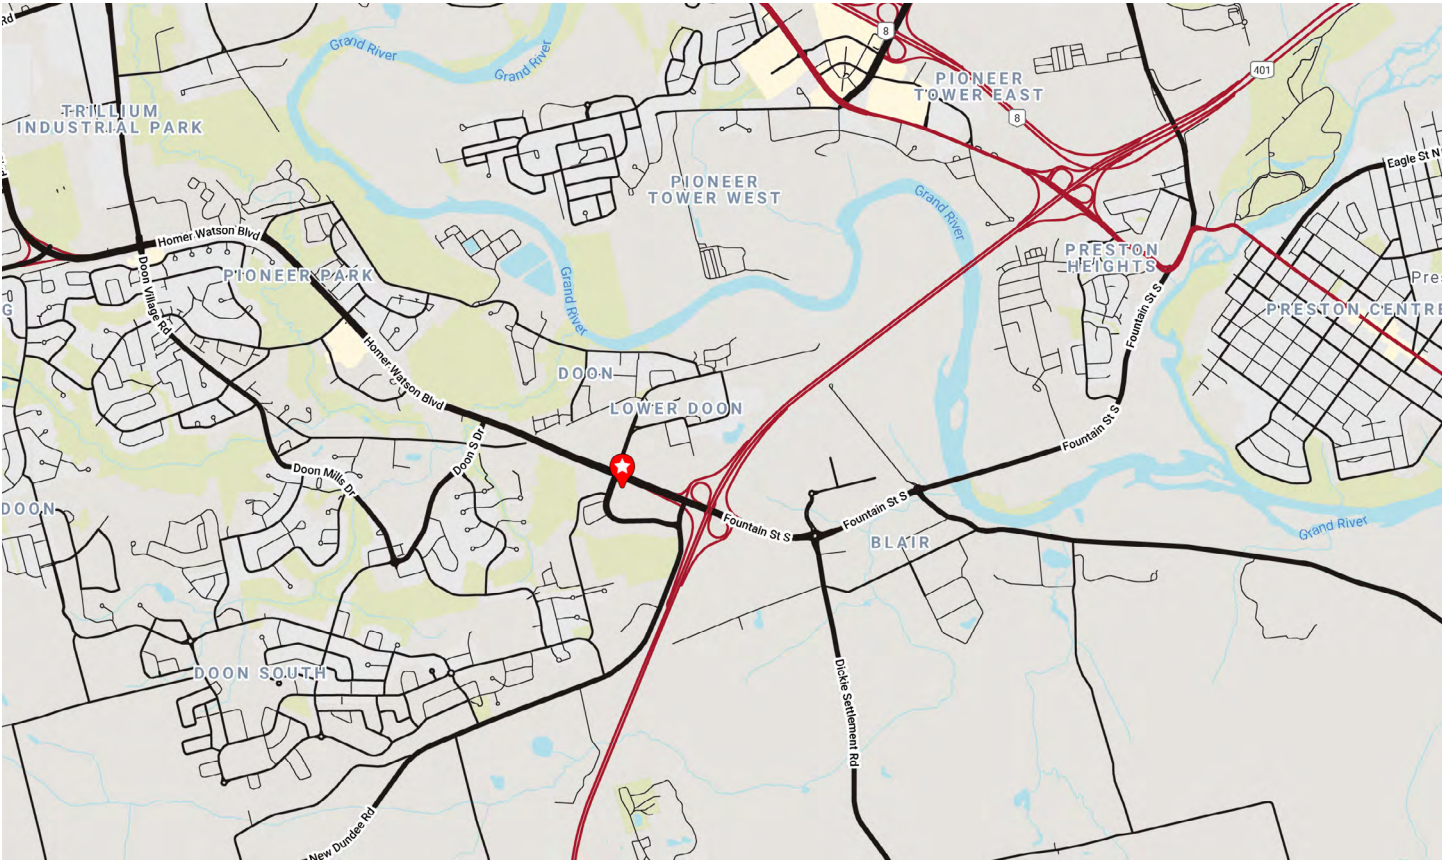 Rd
Grand River
Grand River
8
PIONEER
TOWER EAST
401
8
TRILLIUM
INDUSTRIAL PARK
Eagle St N
PIONEER
TOWER WEST
Grand River
Homer Watson Blvd
PIONEER PARK
Doon Village Rd
Grand River
PRESTON
HEIGHTS
Pres
G
PRESTON CENTRE
Fountain St S
Homer Watson Blvd
DOON
LOWER DOON
Fountain St S
Doon S Dr
Doon Mills Dr
DOON
Fountain St S
Fountain St S
BLAIR
Grand River
DOON SOUTH
Dickie Settlement Rd
New Dundee Rd